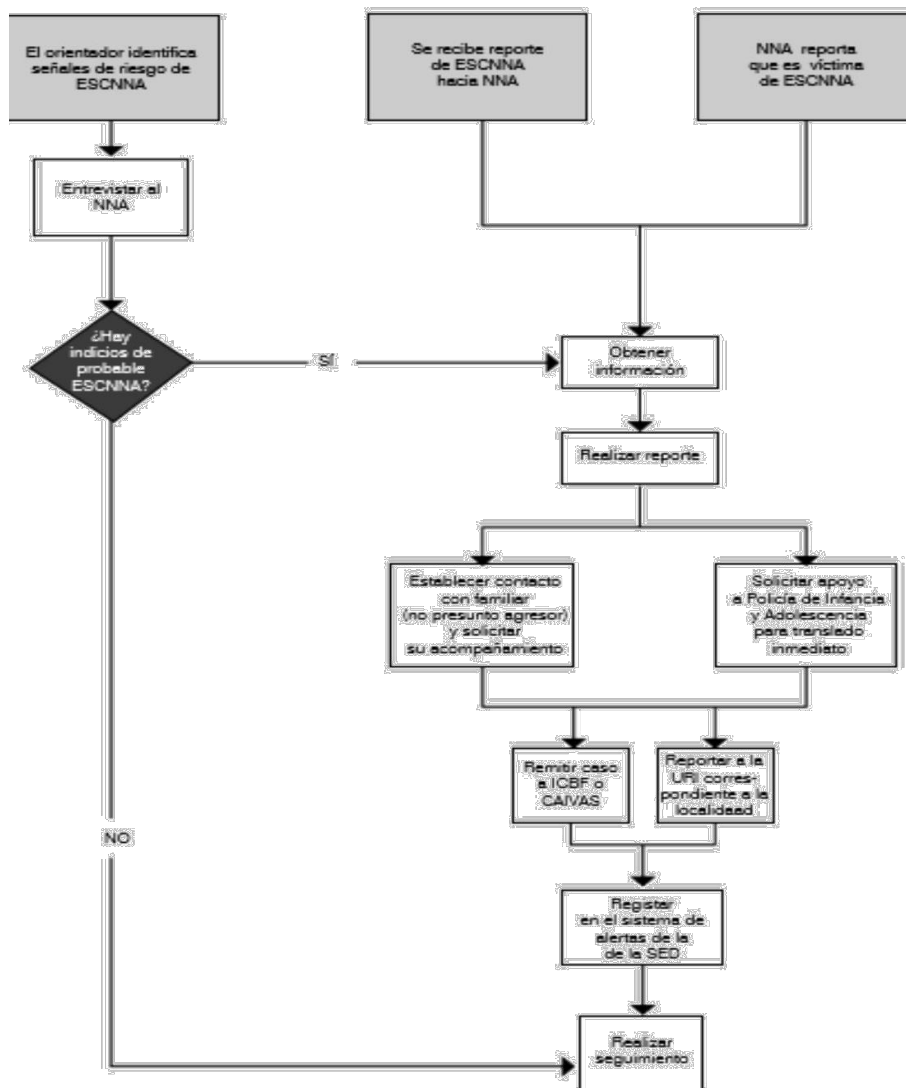 El orientador identifica
señales de riesgo de
ESCNNA
Se recibe reporte
de ESCNNA
hacia NNA
NNA reporta
que es víctima
de ESCNNA
Entrevistar al
NNA
¿Hay
indicios de
probable
ESCNNA?
SÍ
Obtener
información
Realizar reporte
Establecer contacto
con familiar
(no presunto agresor)
y solicitar
su acompañamiento
Solicitar apoyo
a Policía de Infancia
y Adolescencia
para translado
inmediato
Remitir caso
a ICBF o
CAIVAS
Reportar a la
URI corres-
pondiente a la
localidaad
NO
Registar
en el sistema de
alertas de la
de la SED
Realizar
seguimiento